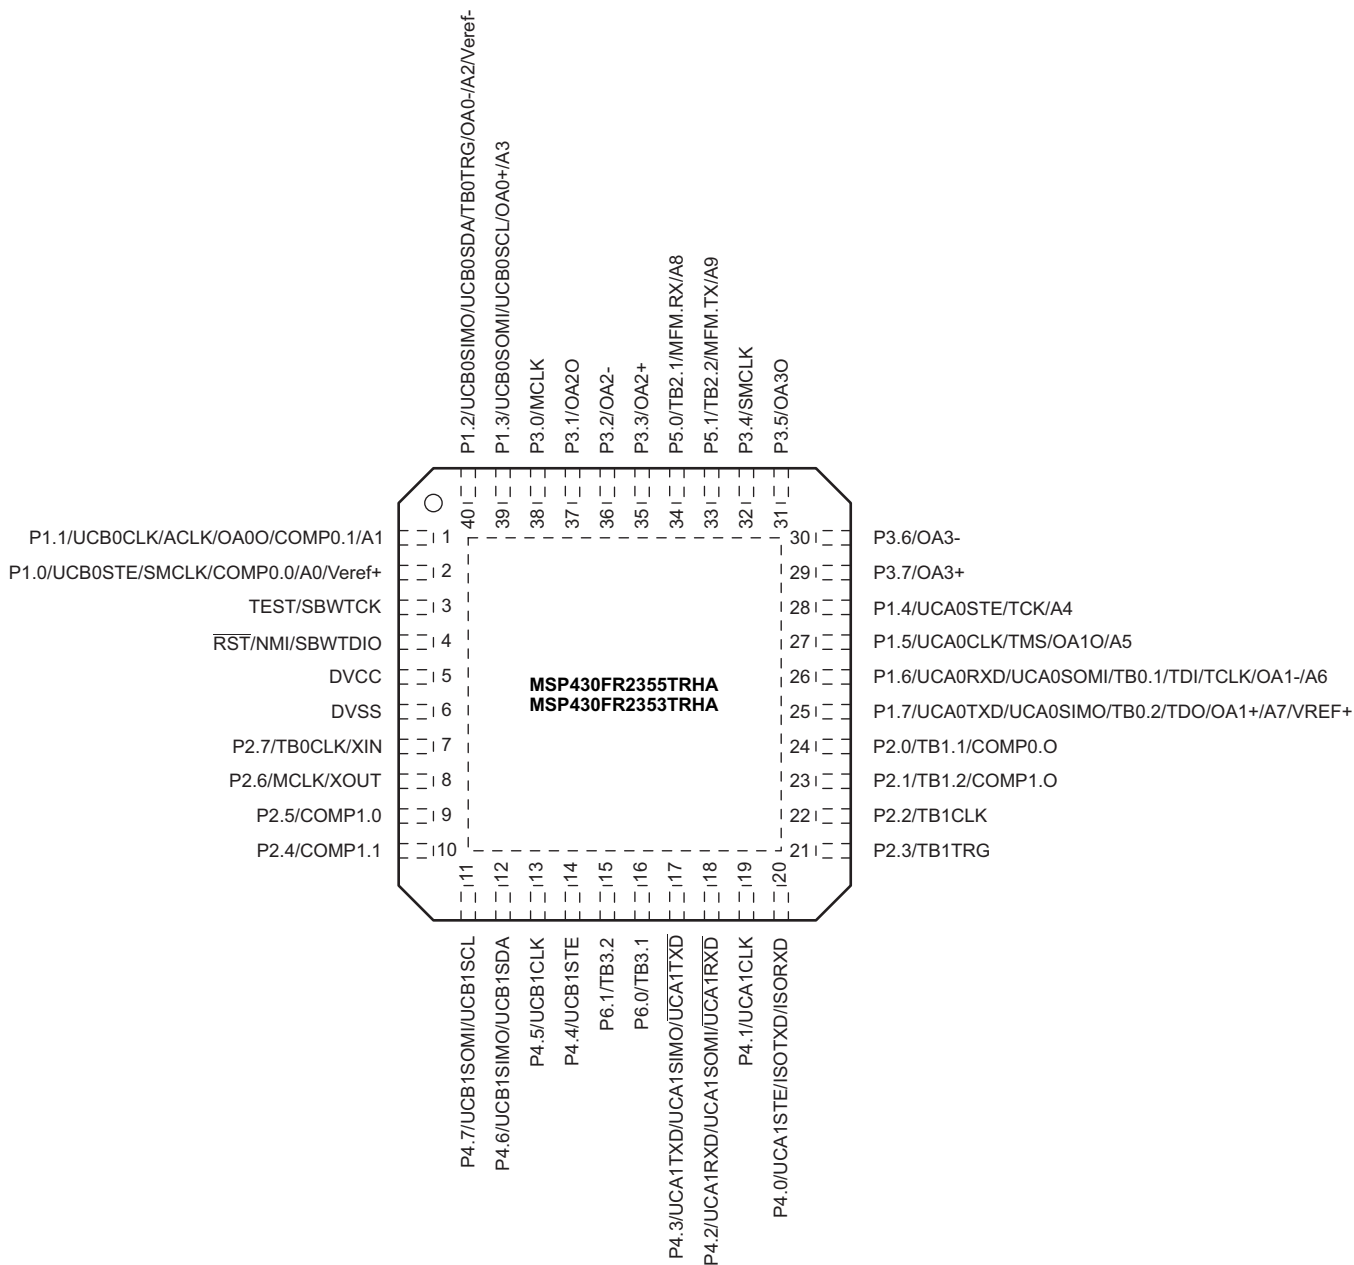 P1.2/UCB0SIMO/UCB0SDA/TB0TRG/OA0-/A2/Veref-
P1.3/UCB0SOMI/UCB0SCL/OA0+/A3
P3.0/MCLK
P3.1/OA2O
P3.2/OA2-
P3.3/OA2+
P5.0/TB2.1/MFM.RX/A8
P5.1/TB2.2/MFM.TX/A9
P3.4/SMCLK
P3.5/OA3O
40
39
38
37
36
35
34
33
32
31
P1.1/UCB0CLK/ACLK/OA0O/COMP0.1/A1
1
P1.0/UCB0STE/SMCLK/COMP0.0/A0/Veref+
2
TEST/SBWTCK
3
RST/NMI/SBWTDIO
4
DVCC
5
DVSS
6
P2.7/TB0CLK/XIN
7
P2.6/MCLK/XOUT
8
P2.5/COMP1.0
9
P2.4/COMP1.1
10
MSP430FR2355TRHA
MSP430FR2353TRHA
30
P3.6/OA3-
29
P3.7/OA3+
28
P1.4/UCA0STE/TCK/A4
27
P1.5/UCA0CLK/TMS/OA1O/A5
26
P1.6/UCA0RXD/UCA0SOMI/TB0.1/TDI/TCLK/OA1-/A6
25
P1.7/UCA0TXD/UCA0SIMO/TB0.2/TDO/OA1+/A7/VREF+
24
P2.0/TB1.1/COMP0.O
23
P2.1/TB1.2/COMP1.O
22
P2.2/TB1CLK
21
P2.3/TB1TRG
11
12
13
14
15
16
17
18
19
20
P4.7/UCB1SOMI/UCB1SCL
P4.6/UCB1SIMO/UCB1SDA
P4.5/UCB1CLK
P4.4/UCB1STE
P6.1/TB3.2
P6.0/TB3.1
P4.3/UCA1TXD/UCA1SIMO/UCA1TXD
P4.2/UCA1RXD/UCA1SOMI/UCA1RXD
P4.1/UCA1CLK
P4.0/UCA1STE/ISOTXD/ISORXD